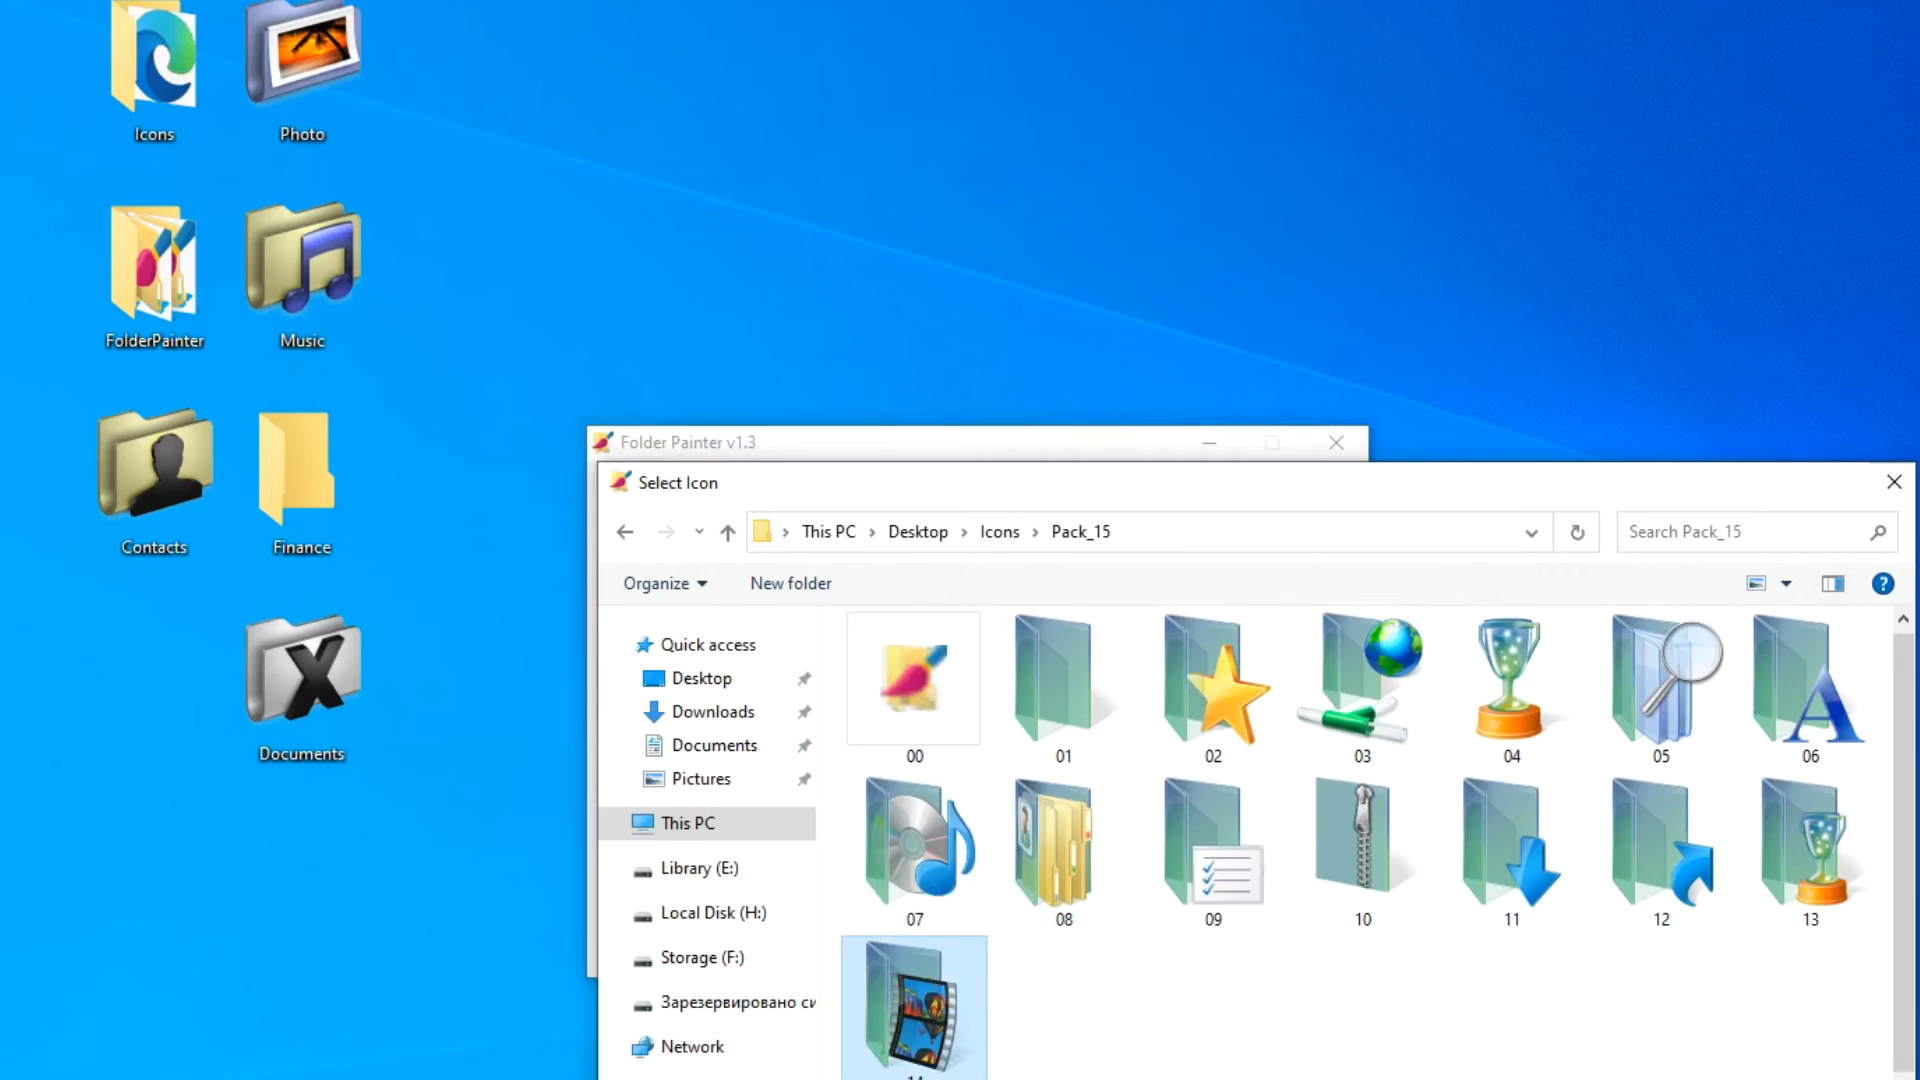 Icons
Photo
FolderPainter
Music
Contacts
Finance
Documents
Folder Painter v1.3
Select Icon
This PC
Desktop
Icons
Pack_15
Search Pack_15
Organize
New folder
?
Quick access
Desktop
Downloads
Documents
Pictures
This PC
Library (E:)
Local Disk (H:)
Storage (F:)
Зарезервировано си
Network
00
01
02
03
04
05
06
A
07
08
09
10
11
12
13
X